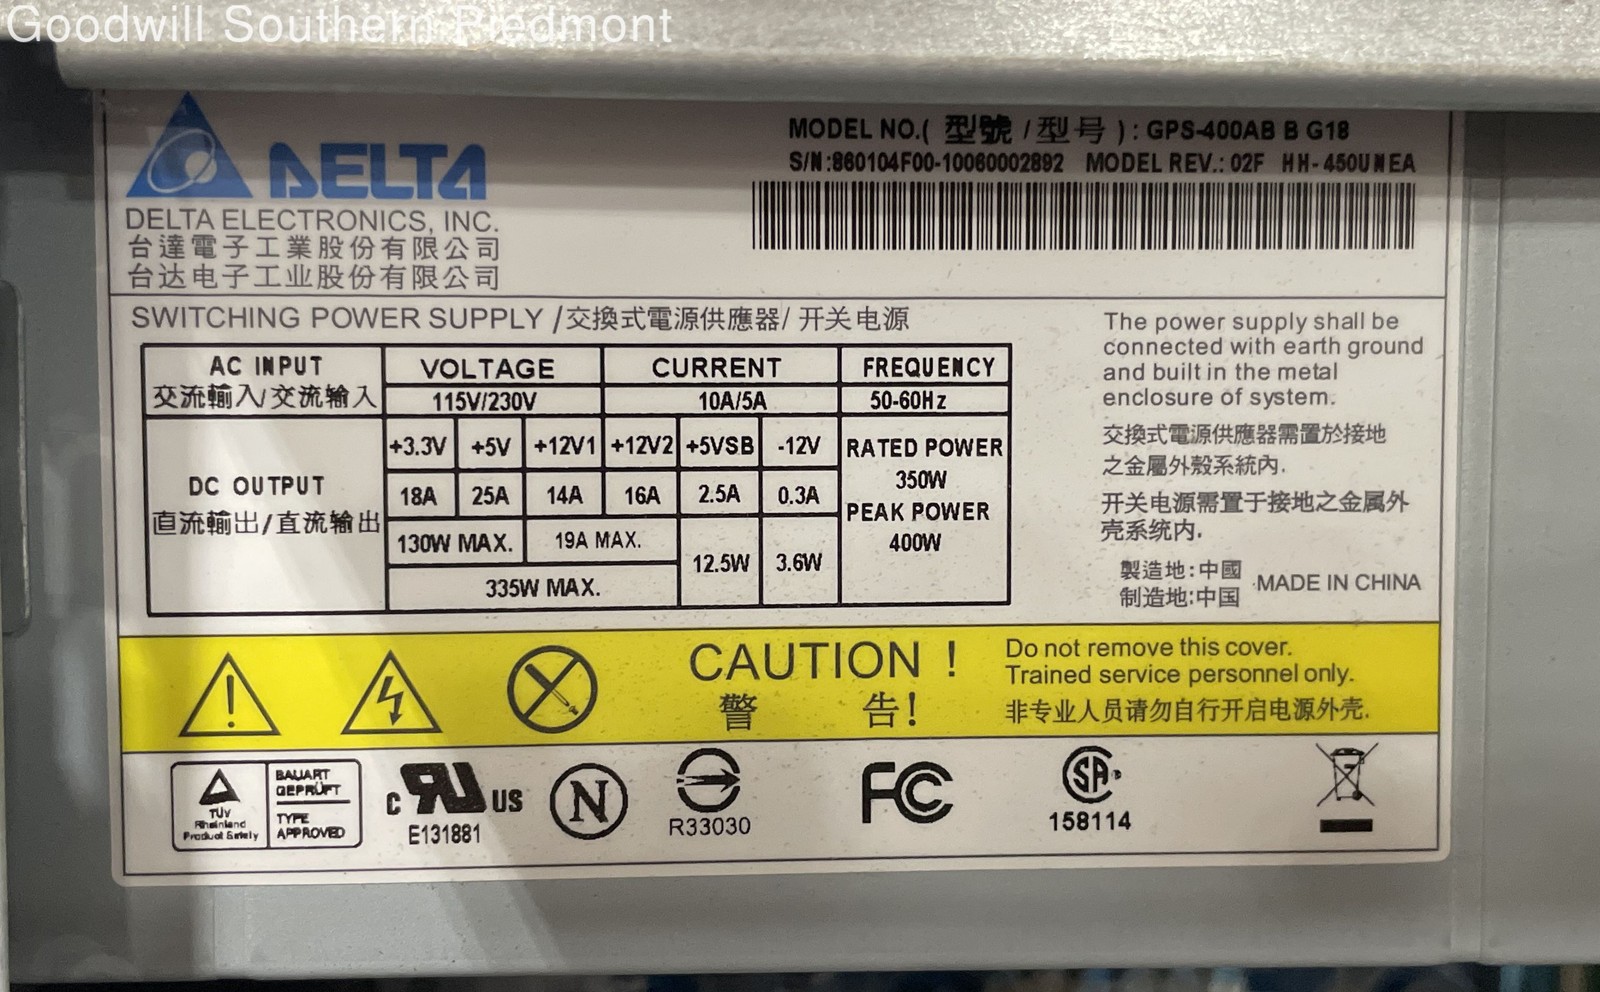 Goodwill Southern Piedmont
DELTA
DELTA ELECTRONICS, INC.
台達電子工業股份有限公司
台达电子工业股份有限公司
MODEL NO.( 型號 / 型号 ) : GPS-400AB B G18
S/N:860104F00-10060002892 MODEL REV.: 02F HH-450UNEA
SWITCHING POWER SUPPLY /交換式電源供應器/ 开关电源
AC INPUT
交流輸入/交流输入
VOLTAGE CURRENT FREQUENCY
115V/230V 10A/5A 50-60Hz
DC OUTPUT
直流輸出/直流输出
+3.3V +5V +12V1 +12V2 +5VSB -12V
18A 25A 14A 16A 2.5A 0.3A
130W MAX. 19A MAX.
12.5W 3.6W
335W MAX.
RATED POWER
350W
PEAK POWER
400W
The power supply shall be
connected with earth ground
and built in the metal
enclosure of system.
交換式電源供應器需置於接地
之金屬外殼系統內.
开关电源需置于接地之金属外
壳系统内.
製造地:中國
制造地:中国
MADE IN CHINA
CAUTION !
警 告!
Do not remove this cover.
Trained service personnel only.
非专业人员请勿自行开启电源外壳.
TÜV
Rheinland
Product Safety
BAUART
GEPRÜFT
TYPE
APPROVED
C RU US
E131881
N
R33030
FC
SA
158114